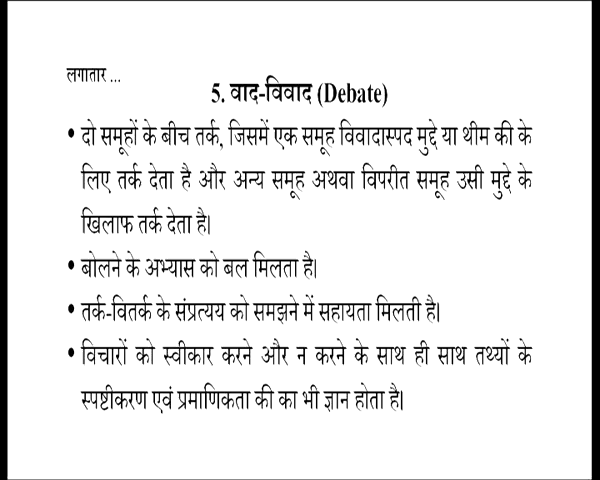 लगातार ...
5. वाद-विवाद (Debate)
• दो समूहों के बीच तर्क, जिसमें एक समूह विवादास्पद मुद्दे या थीम की के
लिए तर्क देता है और अन्य समूह अथवा विपरीत समूह उसी मुद्दे के
खिलाफ तर्क देता है।
• बोलने के अभ्यास को बल मिलता है।
• तर्क-वितर्क के संप्रत्यय को समझने में सहायता मिलती है।
• विचारों को स्वीकार करने और न करने के साथ ही साथ तथ्यों के
स्पष्टीकरण एवं प्रमाणिकता की का भी ज्ञान होता है।